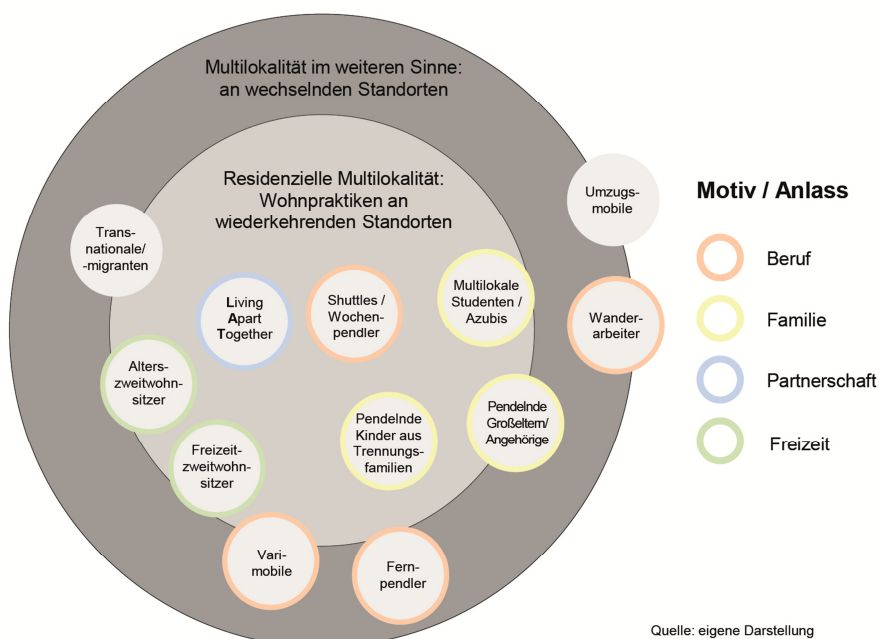 Multilokalität im weiteren Sinne:
an wechselnden Standorten
Residenzielle Multilokalität:
Wohnpraktiken an
wiederkehrenden Standorten
Trans-
nationale/
-migranten
Living
Apart
Together
Shuttles /
Wochen-
pendler
Multilokale
Studenten /
Azubis
Umzugs-
mobile
Wander-
arbeiter
Alters-
zweitwohn-
sitzer
Freizeit-
zweitwohn-
sitzer
Pendelnde
Kinder aus
Trennungs-
familien
Pendelnde
Großeltern/
Angehörige
Vari-
mobile
Fern-
pendler
Motiv / Anlass
Beruf
Familie
Partnerschaft
Freizeit
Quelle: eigene Darstellung